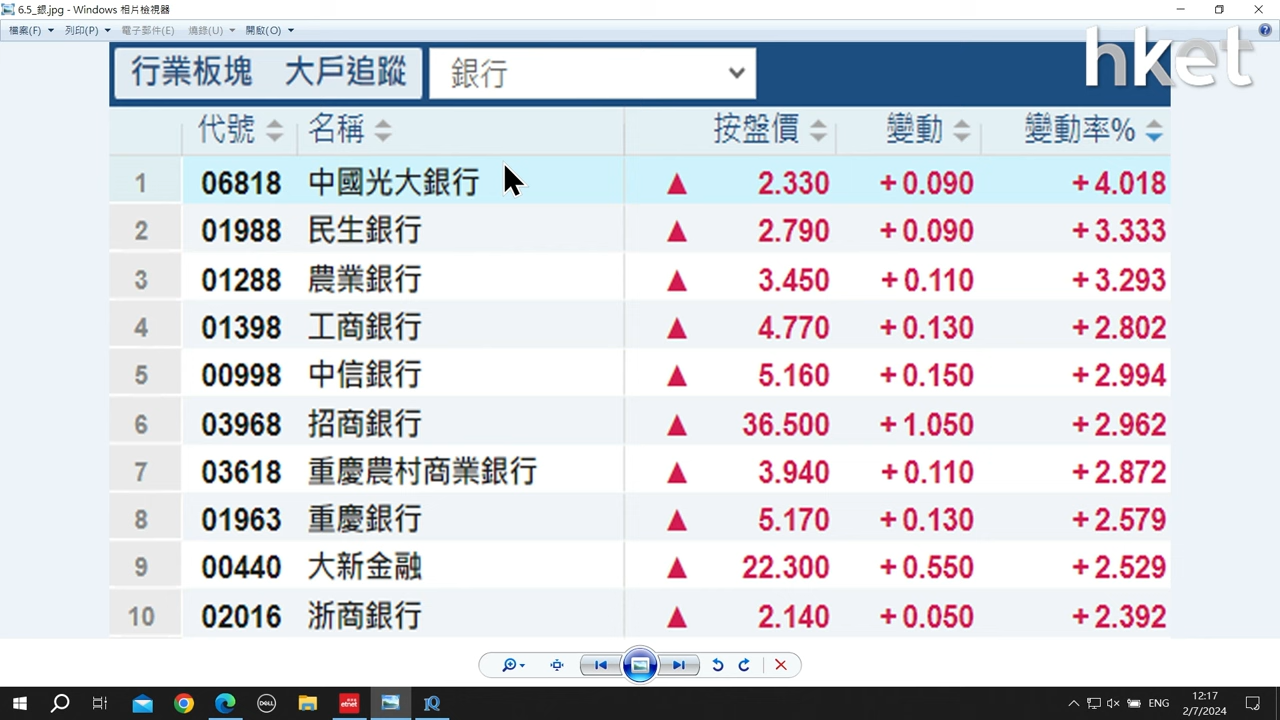 6.5_銀.jpg - Windows 相片檢視器
檔案(F) 列印(P) 電子郵件(E) 燒錄(U) 開啟(O)
hket
行業板塊 大戶追蹤 銀行
代號 名稱 按盤價 變動 變動率%
1 06818 中國光大銀行 ▲ 2.330 +0.090 +4.018
2 01988 民生銀行 ▲ 2.790 +0.090 +3.333
3 01288 農業銀行 ▲ 3.450 +0.110 +3.293
4 01398 工商銀行 ▲ 4.770 +0.130 +2.802
5 00998 中信銀行 ▲ 5.160 +0.150 +2.994
6 03968 招商銀行 ▲ 36.500 +1.050 +2.962
7 03618 重慶農村商業銀行 ▲ 3.940 +0.110 +2.872
8 01963 重慶銀行 ▲ 5.170 +0.130 +2.579
9 00440 大新金融 ▲ 22.300 +0.550 +2.529
10 02016 浙商銀行 ▲ 2.140 +0.050 +2.392
DELL etnet IQ ENG 12:17
2/7/2024